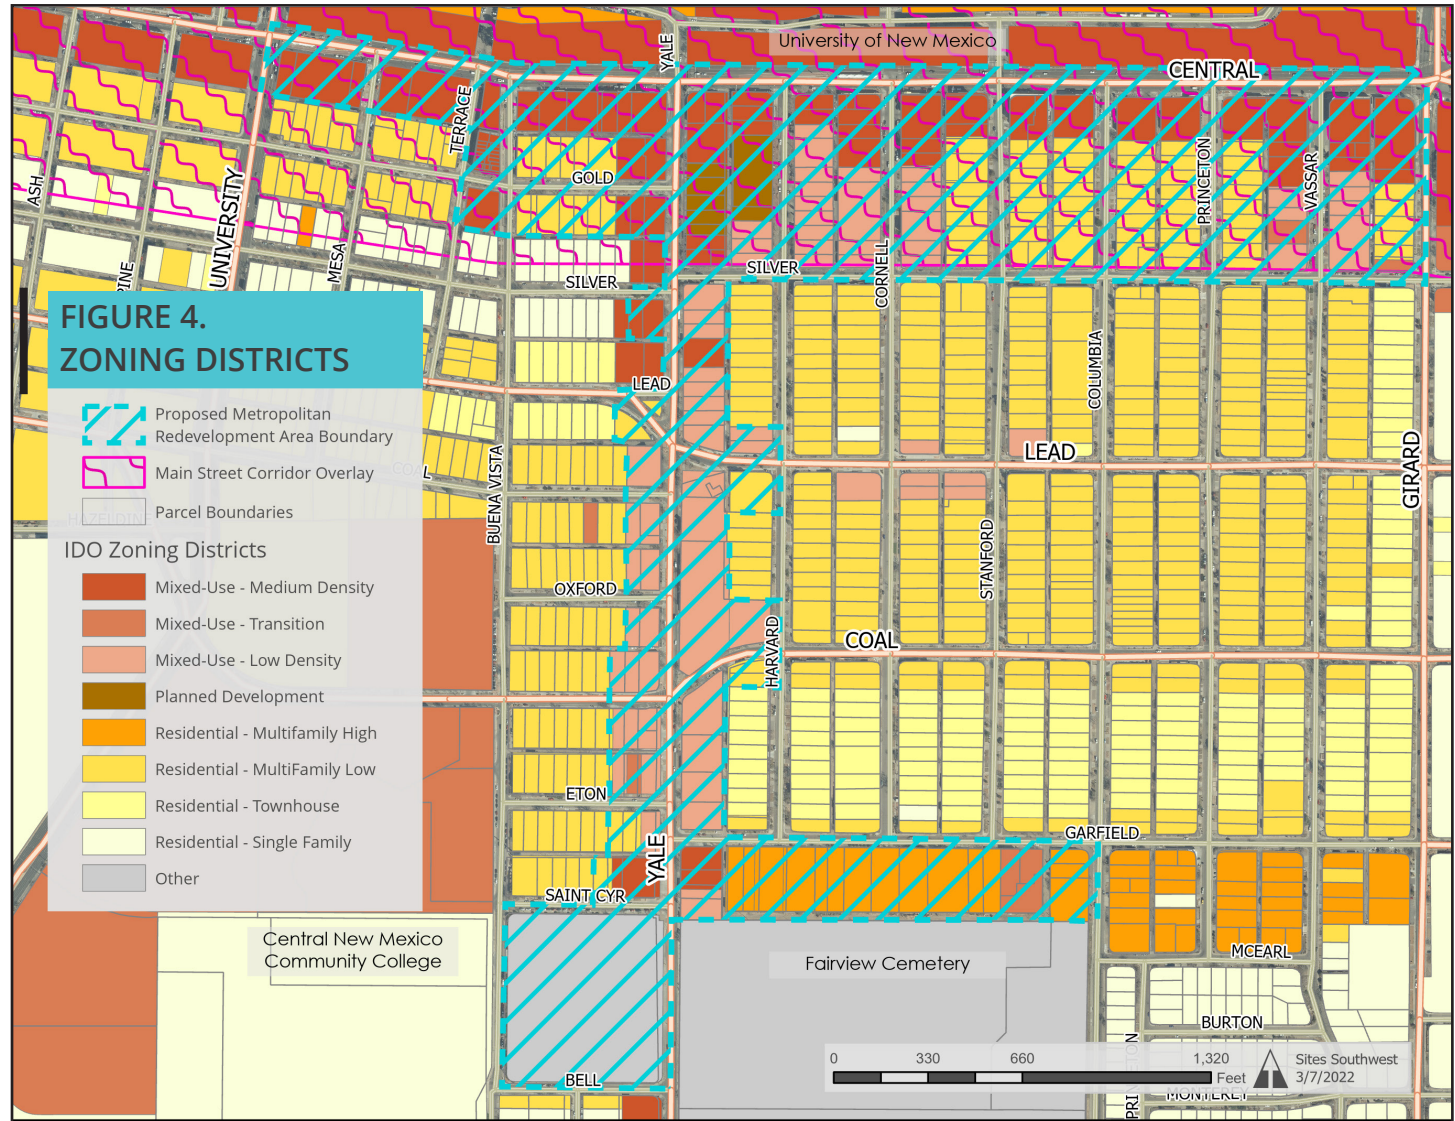 University of New Mexico
YALE
CENTRAL
TERRACE
GOLD
ASH
UNIVERSITY
MESA
PRINCETON
VASSAR
CORNELL
SILVER
SILVER
FIGURE 4.
ZONING DISTRICTS
LEAD
COLUMBIA
Proposed Metropolitan
Redevelopment Area Boundary
Main Street Corridor Overlay
Parcel Boundaries
BUENA VISTA
LEAD
GIRARD
HAZELDINE
IDO Zoning Districts
Mixed-Use - Medium Density
Mixed-Use - Transition
Mixed-Use - Low Density
Planned Development
Residential - Multifamily High
Residential - MultiFamily Low
Residential - Townhouse
Residential - Single Family
Other
OXFORD
STANFORD
HARVARD
COAL
ETON
YALE
GARFIELD
SAINT CYR
Central New Mexico
Community College
Fairview Cemetery
MCEARL
BURTON
BELL
MONTEREY
0 330 660 1,320
Feet
Sites Southwest
3/7/2022